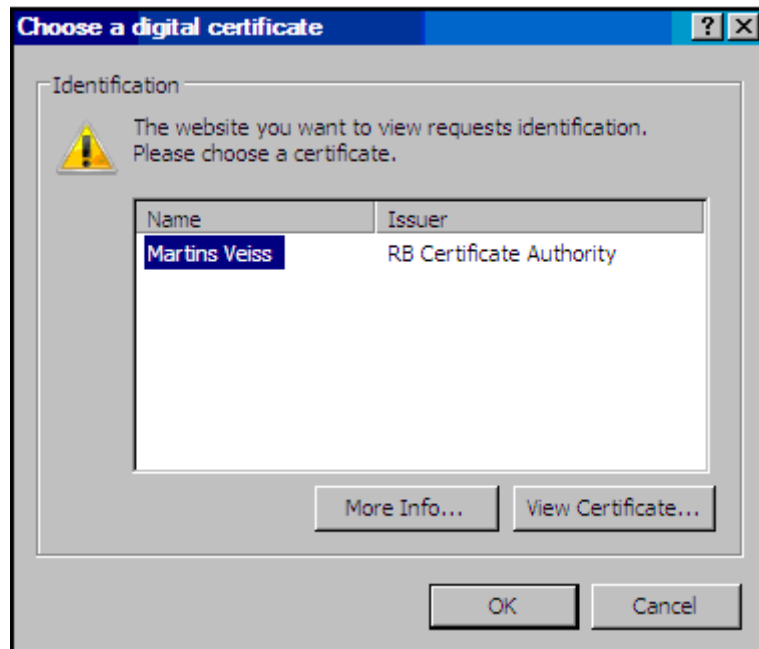 Choose a digital certificate
Identification
The website you want to view requests identification.
Please choose a certificate.
Name Issuer
Martins Veiss RB Certificate Authority
More Info... View Certificate...
OK Cancel